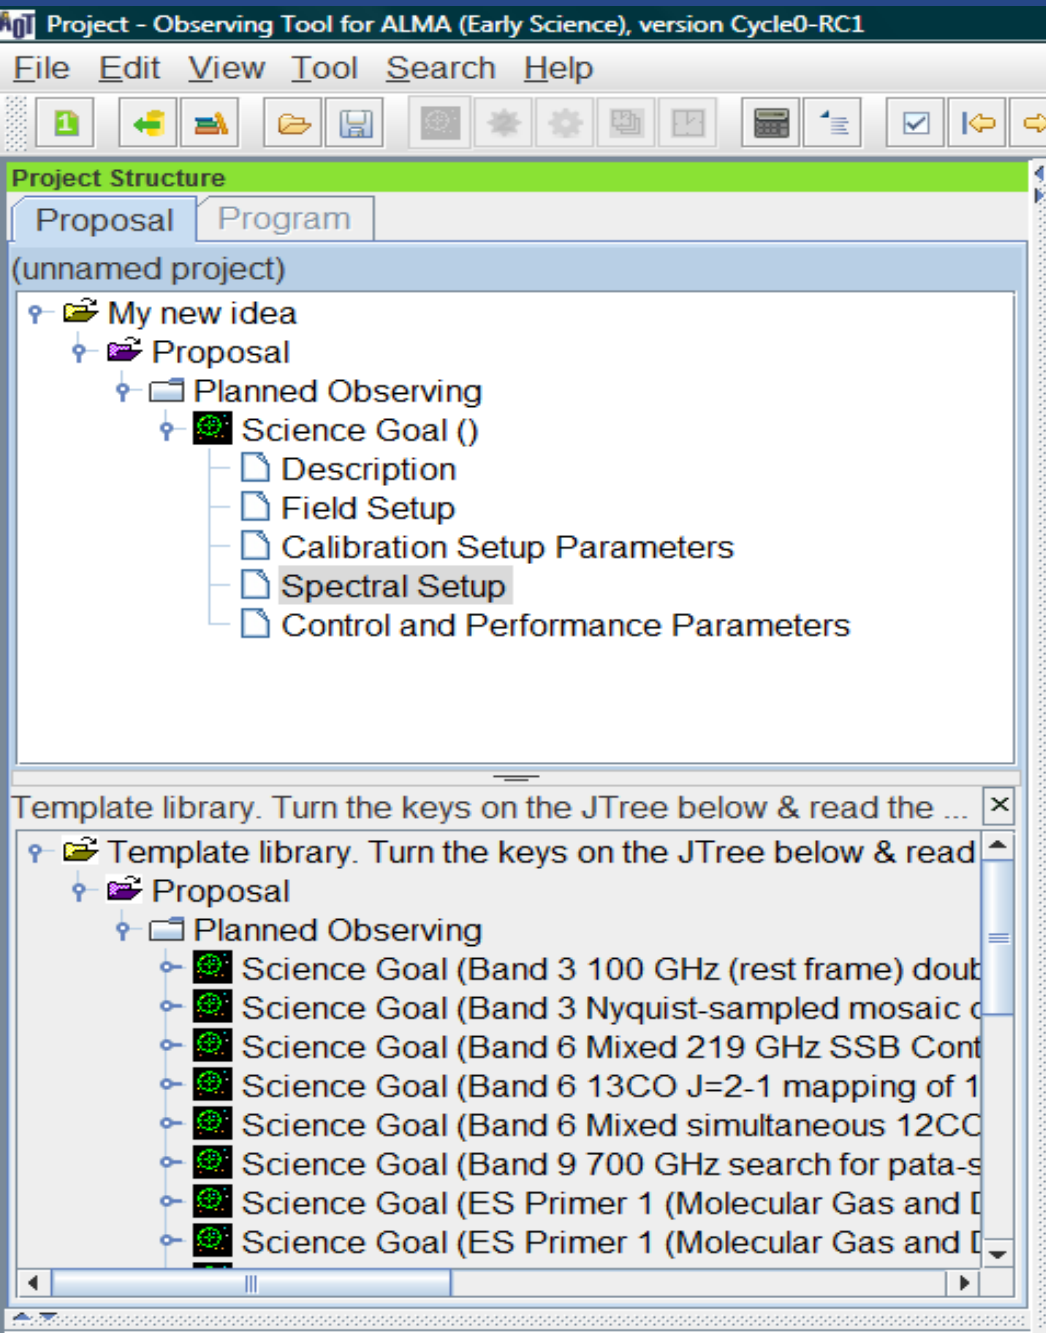 AOT Project - Observing Tool for ALMA (Early Science), version Cycle0-RC1
File Edit View Tool Search Help
1
Project Structure
Proposal Program
(unnamed project)
My new idea
Proposal
Planned Observing
Science Goal ()
Description
Field Setup
Calibration Setup Parameters
Spectral Setup
Control and Performance Parameters
Template library. Turn the keys on the JTree below & read the ...
Template library. Turn the keys on the JTree below & read
Proposal
Planned Observing
Science Goal (Band 3 100 GHz (rest frame) doub
Science Goal (Band 3 Nyquist-sampled mosaic c
Science Goal (Band 6 Mixed 219 GHz SSB Cont
Science Goal (Band 6 13CO J=2-1 mapping of 1
Science Goal (Band 6 Mixed simultaneous 12CC
Science Goal (Band 9 700 GHz search for pata-s
Science Goal (ES Primer 1 (Molecular Gas and D
Science Goal (ES Primer 1 (Molecular Gas and D